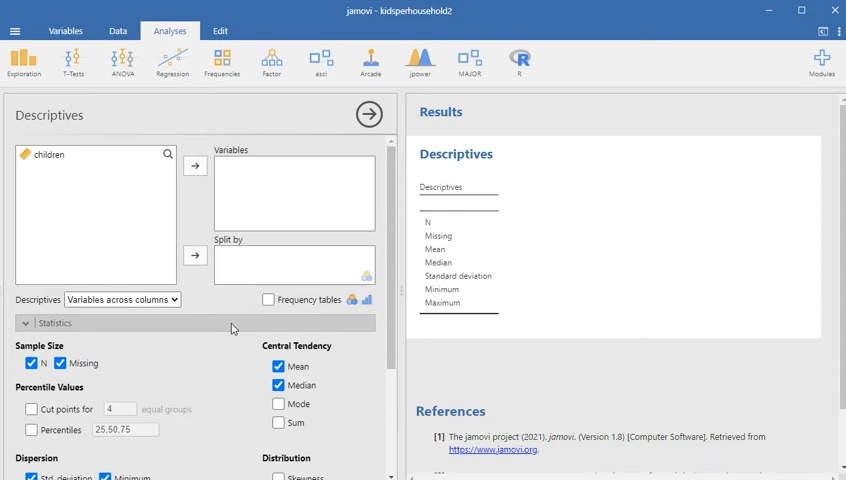 jamovi - kidsperhousehold2
Variables Data Analyses Edit
Exploration T-Tests ANOVA Regression Frequencies Factor esci Arcade jpower MAJOR R Modules
Descriptives
children
Variables
Split by
Descriptives Variables across columns Frequency tables
Statistics
Sample Size
N Missing
Percentile Values
Cut points for 4 equal groups
Percentiles 25,50,75
Dispersion
Std. deviation Minimum
Central Tendency
Mean
Median
Mode
Sum
Distribution
Skewness
Results
Descriptives
Descriptives
N
Missing
Mean
Median
Standard deviation
Minimum
Maximum
References
[1] The jamovi project (2021). jamovi. (Version 1.8) [Computer Software]. Retrieved from
https://www.jamovi.org.